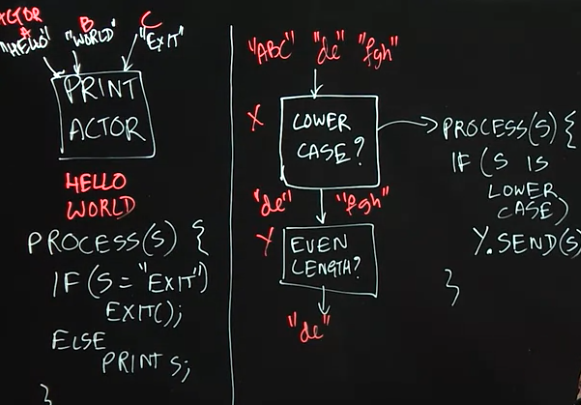 ACTOR
A B C
"HELLO" "WORLD" "EXIT"
PRINT
ACTOR
HELLO
WORLD
PROCESS(S) {
IF (S = "EXIT")
EXIT();
ELSE
PRINT S;
}
"ABC" "de" "fgh"
X
LOWER
CASE?
"de" "fgh"
Y
EVEN
LENGTH?
"de"
PROCESS(S) {
IF (S IS
LOWER
CASE)
Y.SEND(S)
}